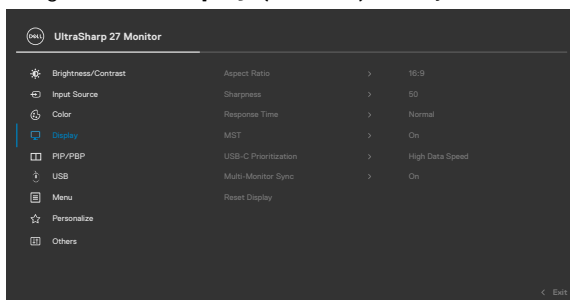 DELL UltraSharp 27 Monitor
Brightness/Contrast Aspect Ratio > 16:9
Input Source Sharpness > 50
Color Response Time > Normal
Display MST > On
PIP/PBP USB-C Prioritization > High Data Speed
USB Multi-Monitor Sync > On
Menu Reset Display
Personalize
Others
< Exit